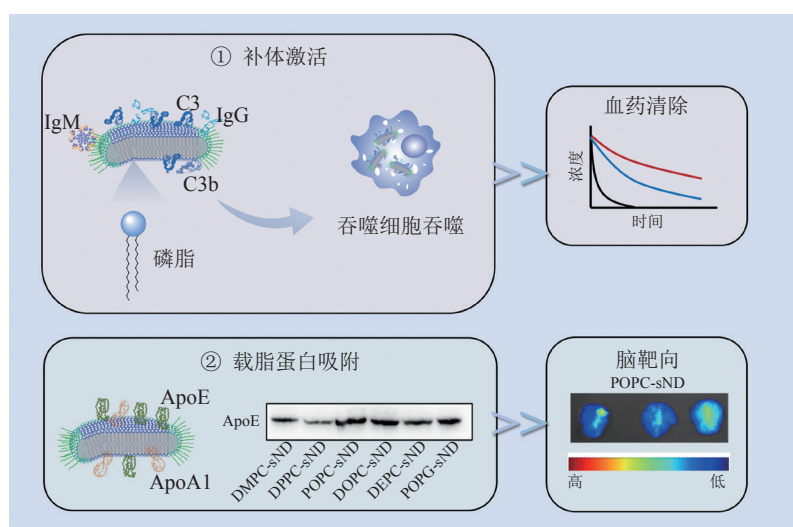 ① 补体激活
C3
IgM
IgG
C3b
吞噬细胞吞噬
磷脂
血药清除
浓度
时间
② 载脂蛋白吸附
ApoE
ApoA1
ApoE
DMPC-sND
DPPC-sND
POPC-sND
DOPC-sND
DEPC-sND
POPG-sND
脑靶向
POPC-sND
高
低